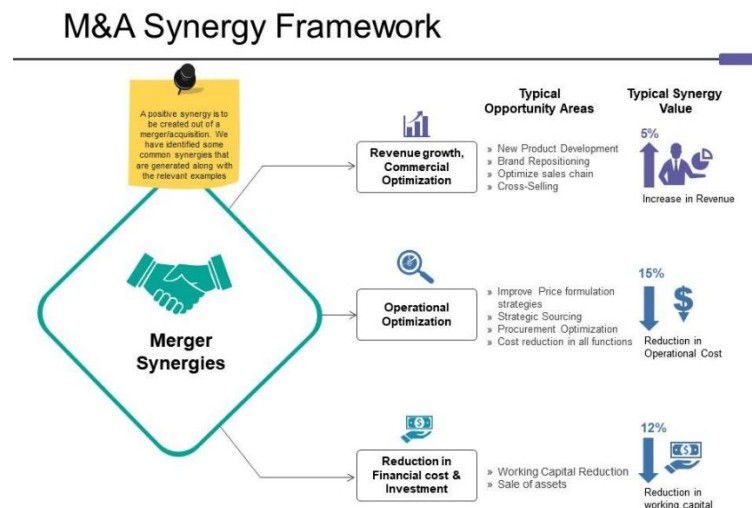 M&A Synergy Framework
A positive synergy is to
be created out of a
merger/acquisition. We
have identified some
common synergies that
are generated along with
the relevant examples
Merger
Synergies
Typical
Opportunity Areas
Typical Synergy
Value
Revenue growth,
Commercial
Optimization
» New Product Development
» Brand Repositioning
» Optimize sales chain
» Cross-Selling
5%
Increase in Revenue
Operational
Optimization
» Improve Price formulation
strategies
» Strategic Sourcing
» Procurement Optimization
» Cost reduction in all functions
15%
$
Reduction in
Operational Cost
Reduction in
Financial cost &
Investment
» Working Capital Reduction
» Sale of assets
12%
Reduction in
working capital